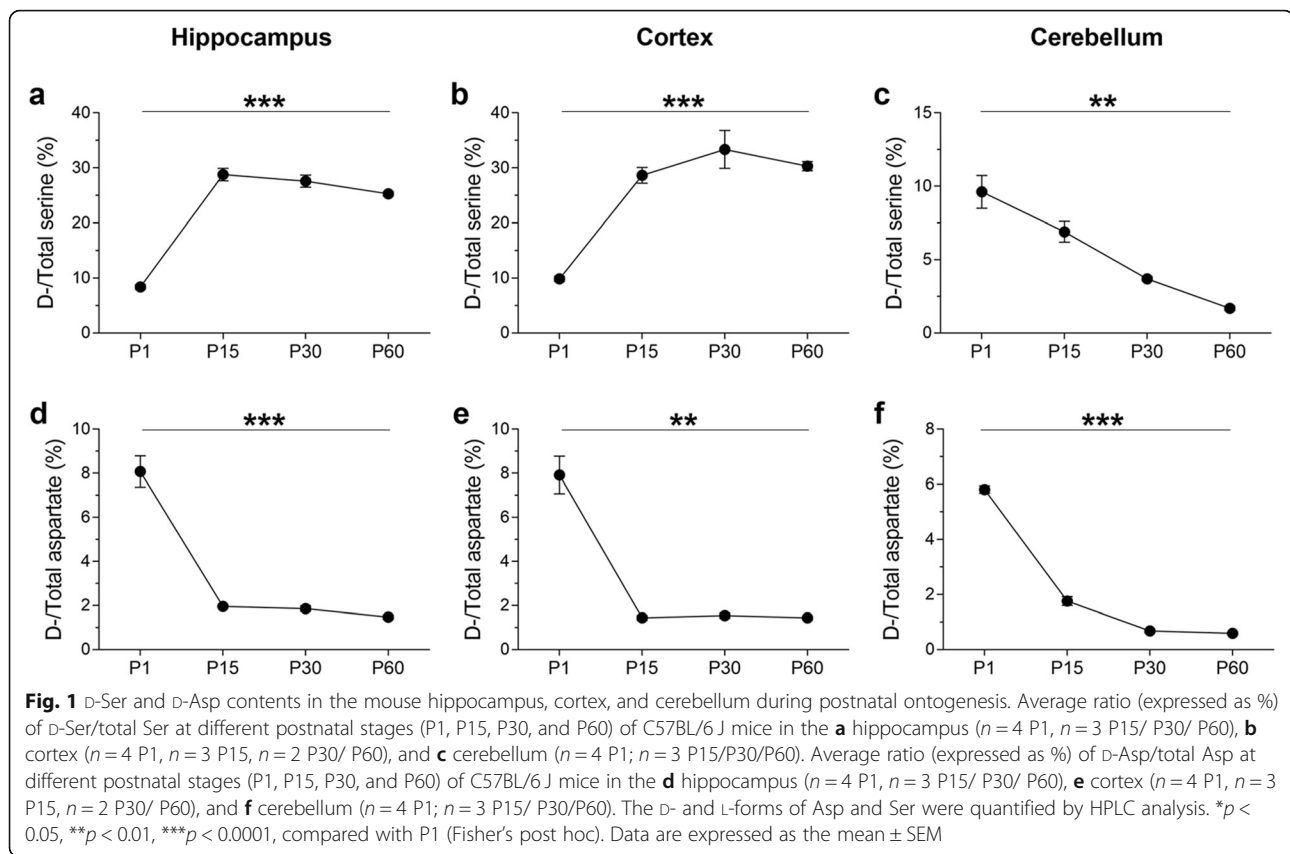 Hippocampus
Cortex
Cerebellum
a
***
D-/Total serine (%)
40
30
20
10
0
P1 P15 P30 P60
b
***
D-/Total serine (%)
40
30
20
10
0
P1 P15 P30 P60
c
**
D-/Total serine (%)
15
10
5
0
P1 P15 P30 P60
d
***
D-/Total aspartate (%)
10
8
6
4
2
0
P1 P15 P30 P60
e
**
D-/Total aspartate (%)
10
8
6
4
2
0
P1 P15 P30 P60
f
***
D-/Total aspartate (%)
8
6
4
2
0
P1 P15 P30 P60
Fig. 1 D-Ser and D-Asp contents in the mouse hippocampus, cortex, and cerebellum during postnatal ontogenesis. Average ratio (expressed as %)
of D-Ser/total Ser at different postnatal stages (P1, P15, P30, and P60) of C57BL/6 J mice in the a hippocampus (n = 4 P1, n = 3 P15/ P30/ P60), b
cortex (n = 4 P1, n = 3 P15, n = 2 P30/ P60), and c cerebellum (n = 4 P1; n = 3 P15/P30/P60). Average ratio (expressed as %) of D-Asp/total Asp at
different postnatal stages (P1, P15, P30, and P60) of C57BL/6 J mice in the d hippocampus (n = 4 P1, n = 3 P15/ P30/ P60), e cortex (n = 4 P1, n = 3
P15, n = 2 P30/ P60), and f cerebellum (n = 4 P1; n = 3 P15/ P30/P60). The D- and L-forms of Asp and Ser were quantified by HPLC analysis. *p <
0.05, **p < 0.01, ***p < 0.0001, compared with P1 (Fisher's post hoc). Data are expressed as the mean ± SEM